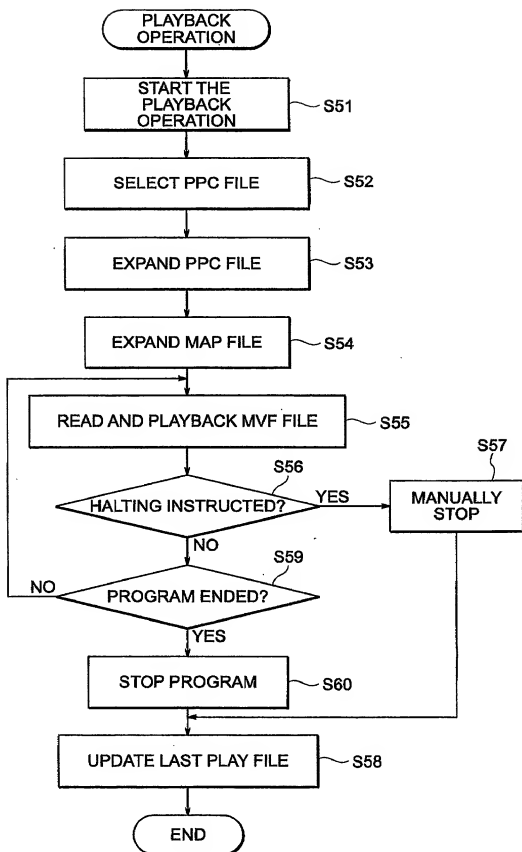 PLAYBACK
OPERATION
START THE
PLAYBACK
OPERATION
S51
SELECT PPC FILE
S52
EXPAND PPC FILE
S53
EXPAND MAP FILE
S54
READ AND PLAYBACK MVF FILE
S55
S56
HALTING INSTRUCTED?
YES
S57
MANUALLY
STOP
NO
S59
NO
PROGRAM ENDED?
YES
STOP PROGRAM
S60
UPDATE LAST PLAY FILE
S58
END